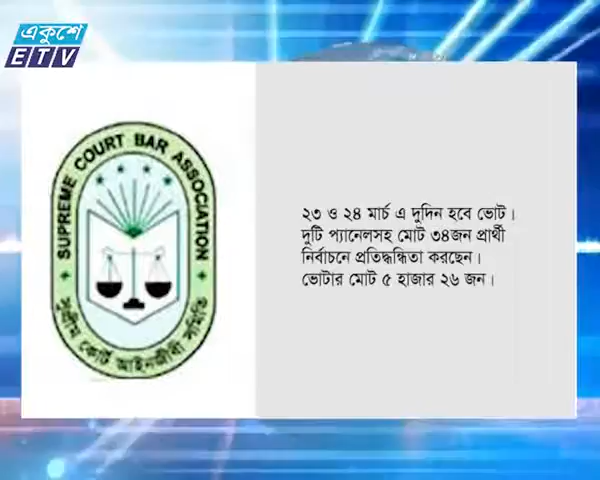 একুশে
ETV
SUPREME COURT BAR ASSOCIATION
সুপ্রীম কোর্ট আইনজীবী সমিতি
২৩ ও ২৪ মার্চ এ দুদিন হবে ভোট।
দুটি প্যানেলসহ মোট ৩৪জন প্রার্থী
নির্বাচনে প্রতিদ্ধন্ধিতা করছেন।
ভোটার মোট ৫ হাজার ২৬ জন।